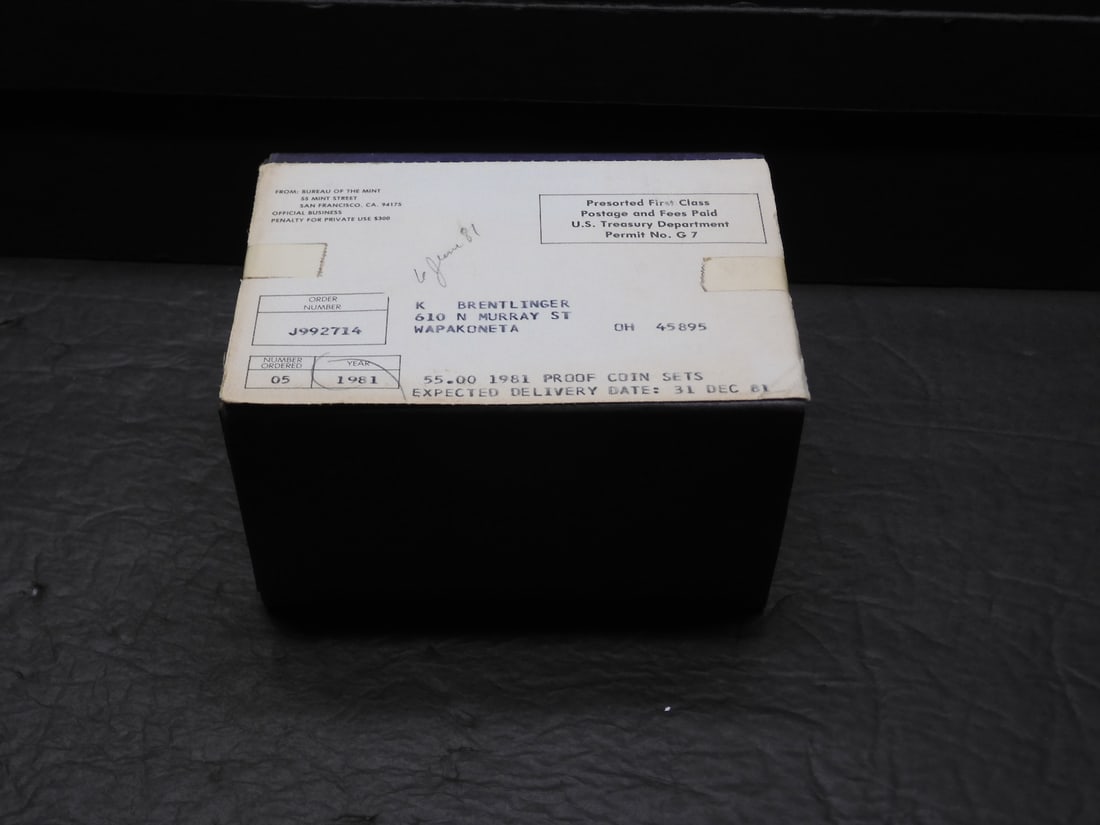 FROM: BUREAU OF THE MINT
55 MINT STREET
SAN FRANCISCO, CA. 94175
OFFICIAL BUSINESS
PENALTY FOR PRIVATE USE $300
Presorted First Class
Postage and Fees Paid
U.S. Treasury Department
Permit No. G 7
6 June 81
ORDER
NUMBER
J992714
K BRENTLINGER
610 N MURRAY ST
WAPAKONETA OH 45895
NUMBER
ORDERED
05
YEAR
1981
55.00 1981 PROOF COIN SETS
EXPECTED DELIVERY DATE: 31 DEC 81